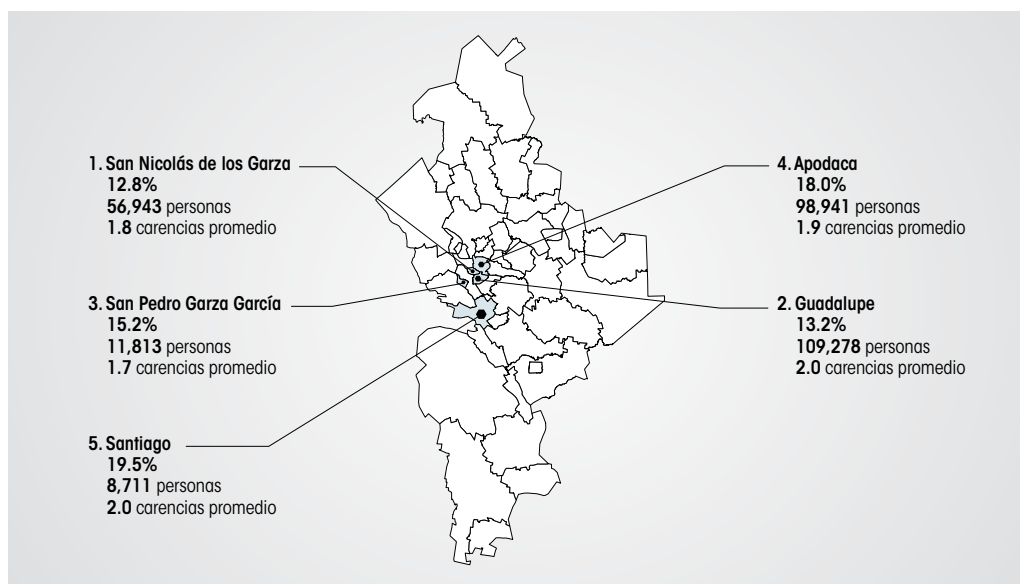 1. San Nicolás de los Garza
12.8%
56,943 personas
1.8 carencias promedio
4. Apodaca
18.0%
98,941 personas
1.9 carencias promedio
3. San Pedro Garza García
15.2%
11,813 personas
1.7 carencias promedio
2. Guadalupe
13.2%
109,278 personas
2.0 carencias promedio
5. Santiago
19.5%
8,711 personas
2.0 carencias promedio